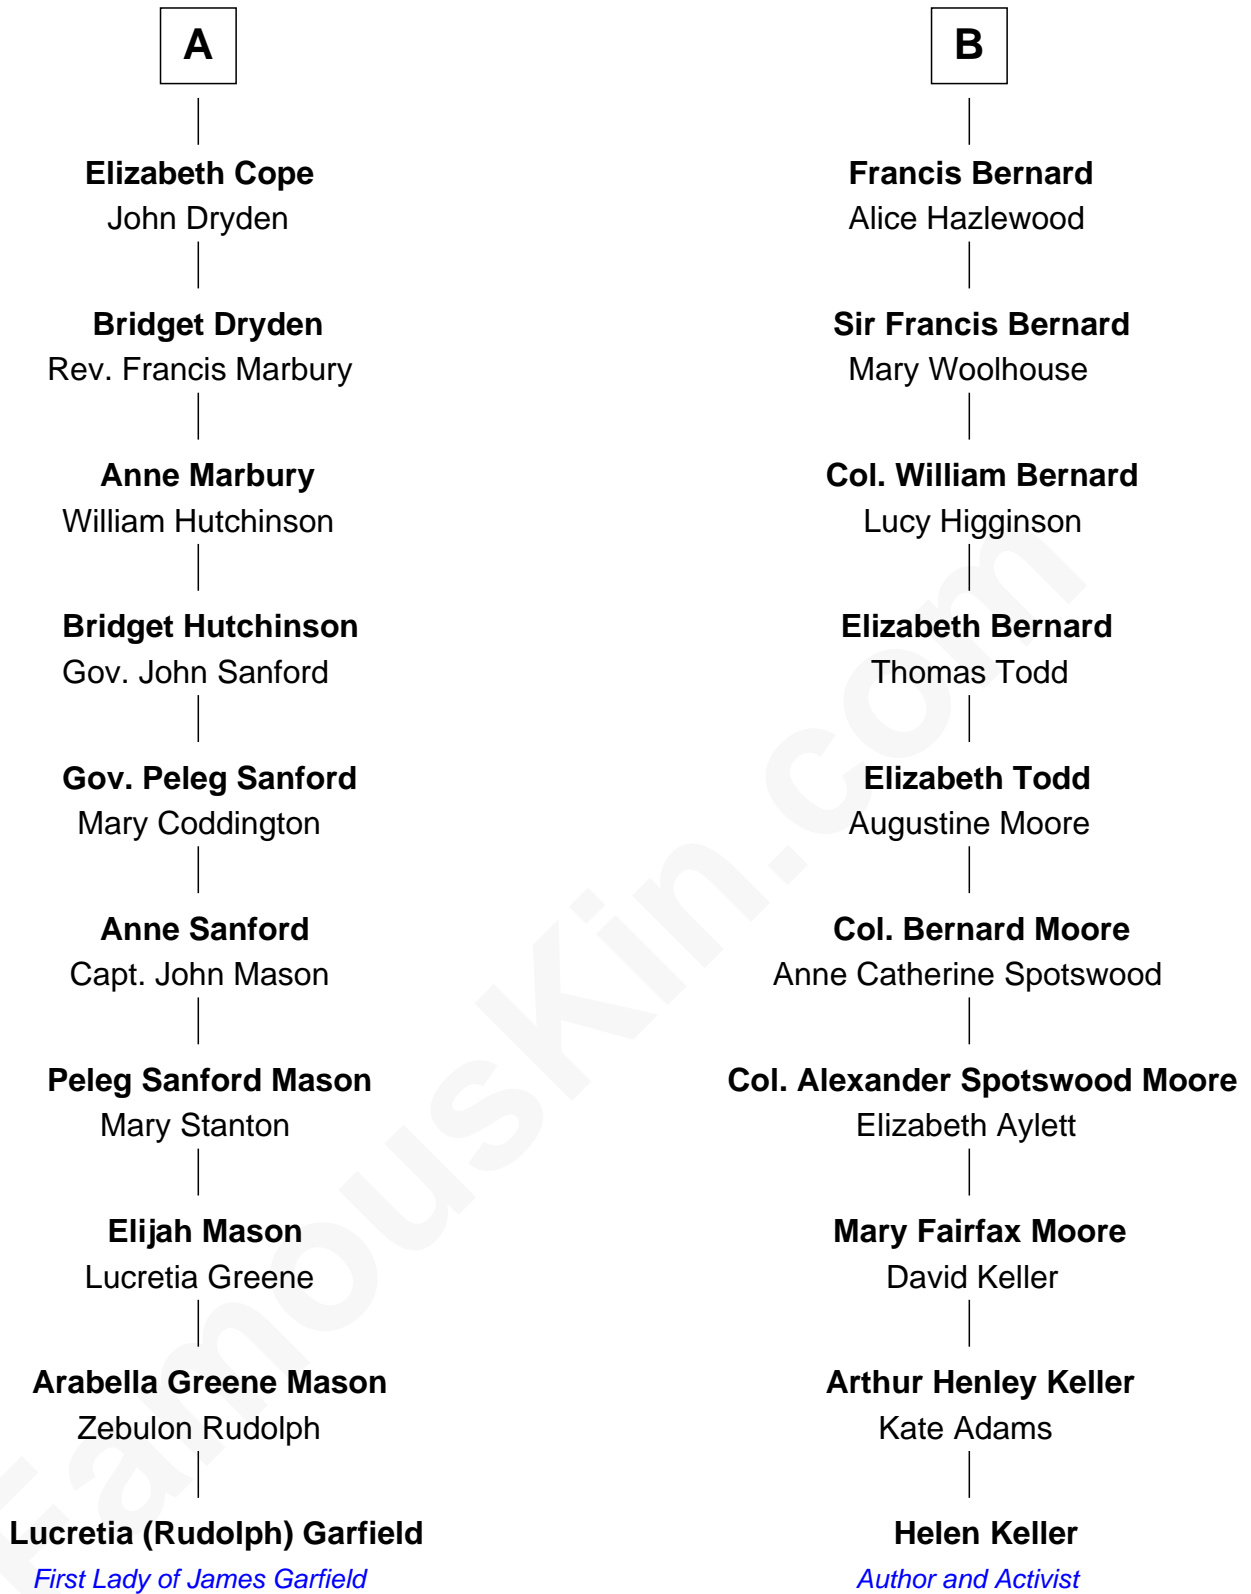 A
Elizabeth Cope
John Dryden
Bridget Dryden
Rev. Francis Marbury
Anne Marbury
William Hutchinson
Bridget Hutchinson
Gov. John Sanford
Gov. Peleg Sanford
Mary Coddington
Anne Sanford
Capt. John Mason
Peleg Sanford Mason
Mary Stanton
Elijah Mason
Lucretia Greene
Arabella Greene Mason
Zebulon Rudolph
Lucretia (Rudolph) Garfield
First Lady of James Garfield
B
Francis Bernard
Alice Hazlewood
Sir Francis Bernard
Mary Woolhouse
Col. William Bernard
Lucy Higginson
Elizabeth Bernard
Thomas Todd
Elizabeth Todd
Augustine Moore
Col. Bernard Moore
Anne Catherine Spotswood
Col. Alexander Spotswood Moore
Elizabeth Aylett
Mary Fairfax Moore
David Keller
Arthur Henley Keller
Kate Adams
Helen Keller
Author and Activist
FamousKin.com